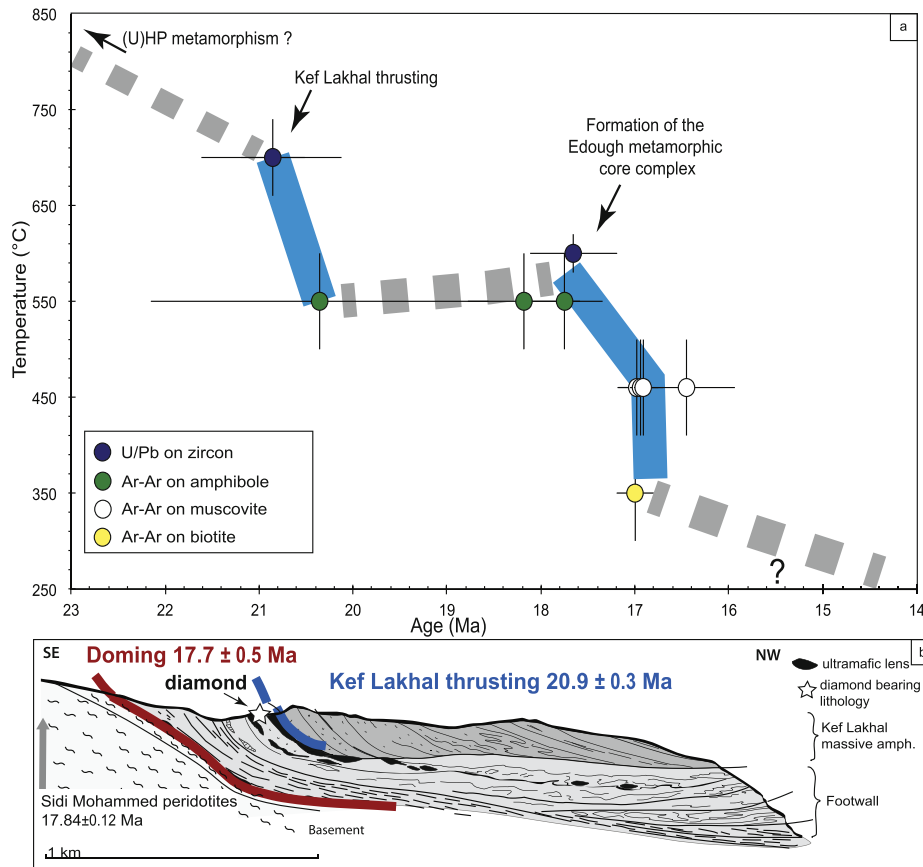 850
a
(U)HP metamorphism ?
Kef Lakhal thrusting
750
Formation of the
Edough metamorphic
core complex
650
Temperature (°C)
550
450
U/Pb on zircon
Ar-Ar on amphibole
Ar-Ar on muscovite
Ar-Ar on biotite
350
?
250
23 22 21 20 19 18 17 16 15 14
Age (Ma)
SE
NW
b
Doming 17.7 ± 0.5 Ma
diamond
Kef Lakhal thrusting 20.9 ± 0.3 Ma
ultramafic lens
diamond bearing
lithology
Kef Lakhal
massive amph.
Footwall
Sidi Mohammed peridotites
17.84±0.12 Ma
Basement
1 km